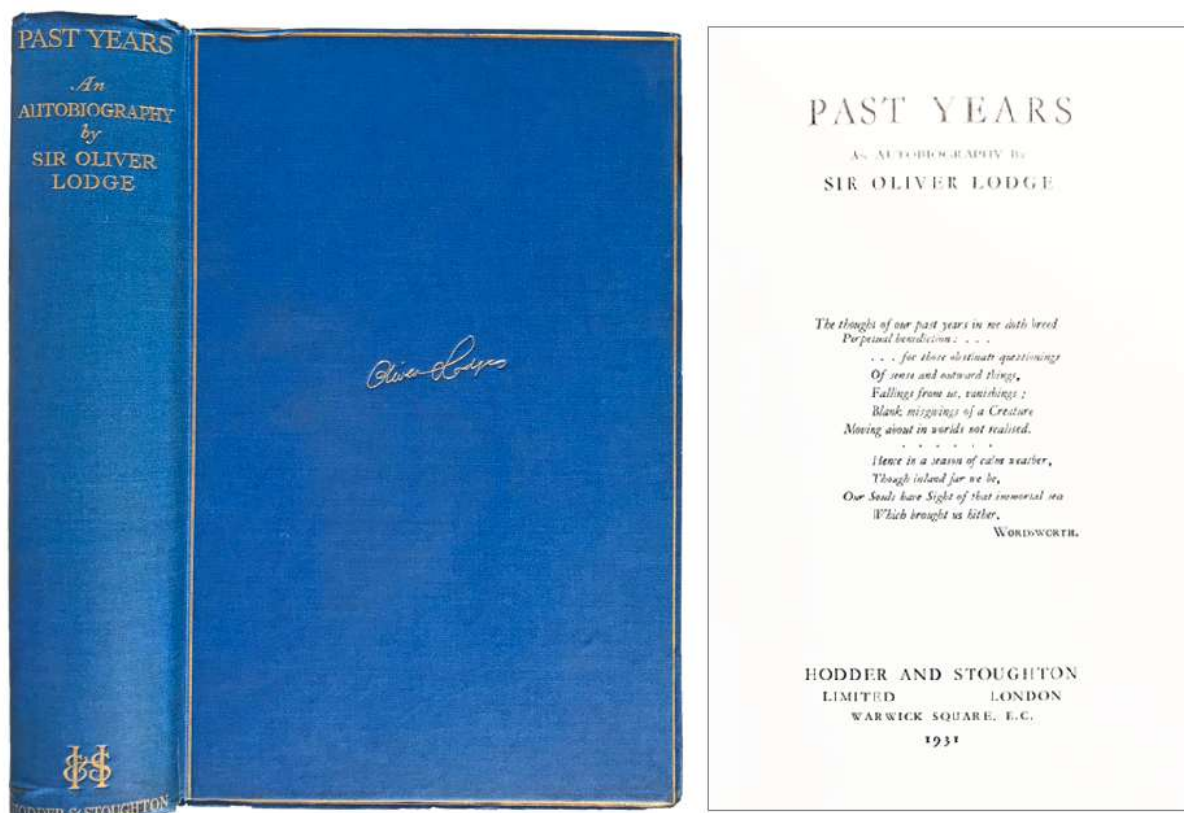 PAST YEARS
An
AUTOBIOGRAPHY
by
SIR OLIVER
LODGE
H&S
HODDER & STOUGHTON
Oliver Lodge
PAST YEARS
AN AUTOBIOGRAPHY BY
SIR OLIVER LODGE
The thought of our past years in me doth breed
Perpetual benediction: . . .
. . . for those obstinate questionings
Of sense and outward things,
Fallings from us, vanishings;
Blank misgivings of a Creature
Moving about in worlds not realised.
. . . . . .
Hence in a season of calm weather,
Though inland far we be,
Our Souls have Sight of that immortal sea
Which brought us hither,
WORDSWORTH.
HODDER AND STOUGHTON
LIMITED LONDON
WARWICK SQUARE, E.C.
1931